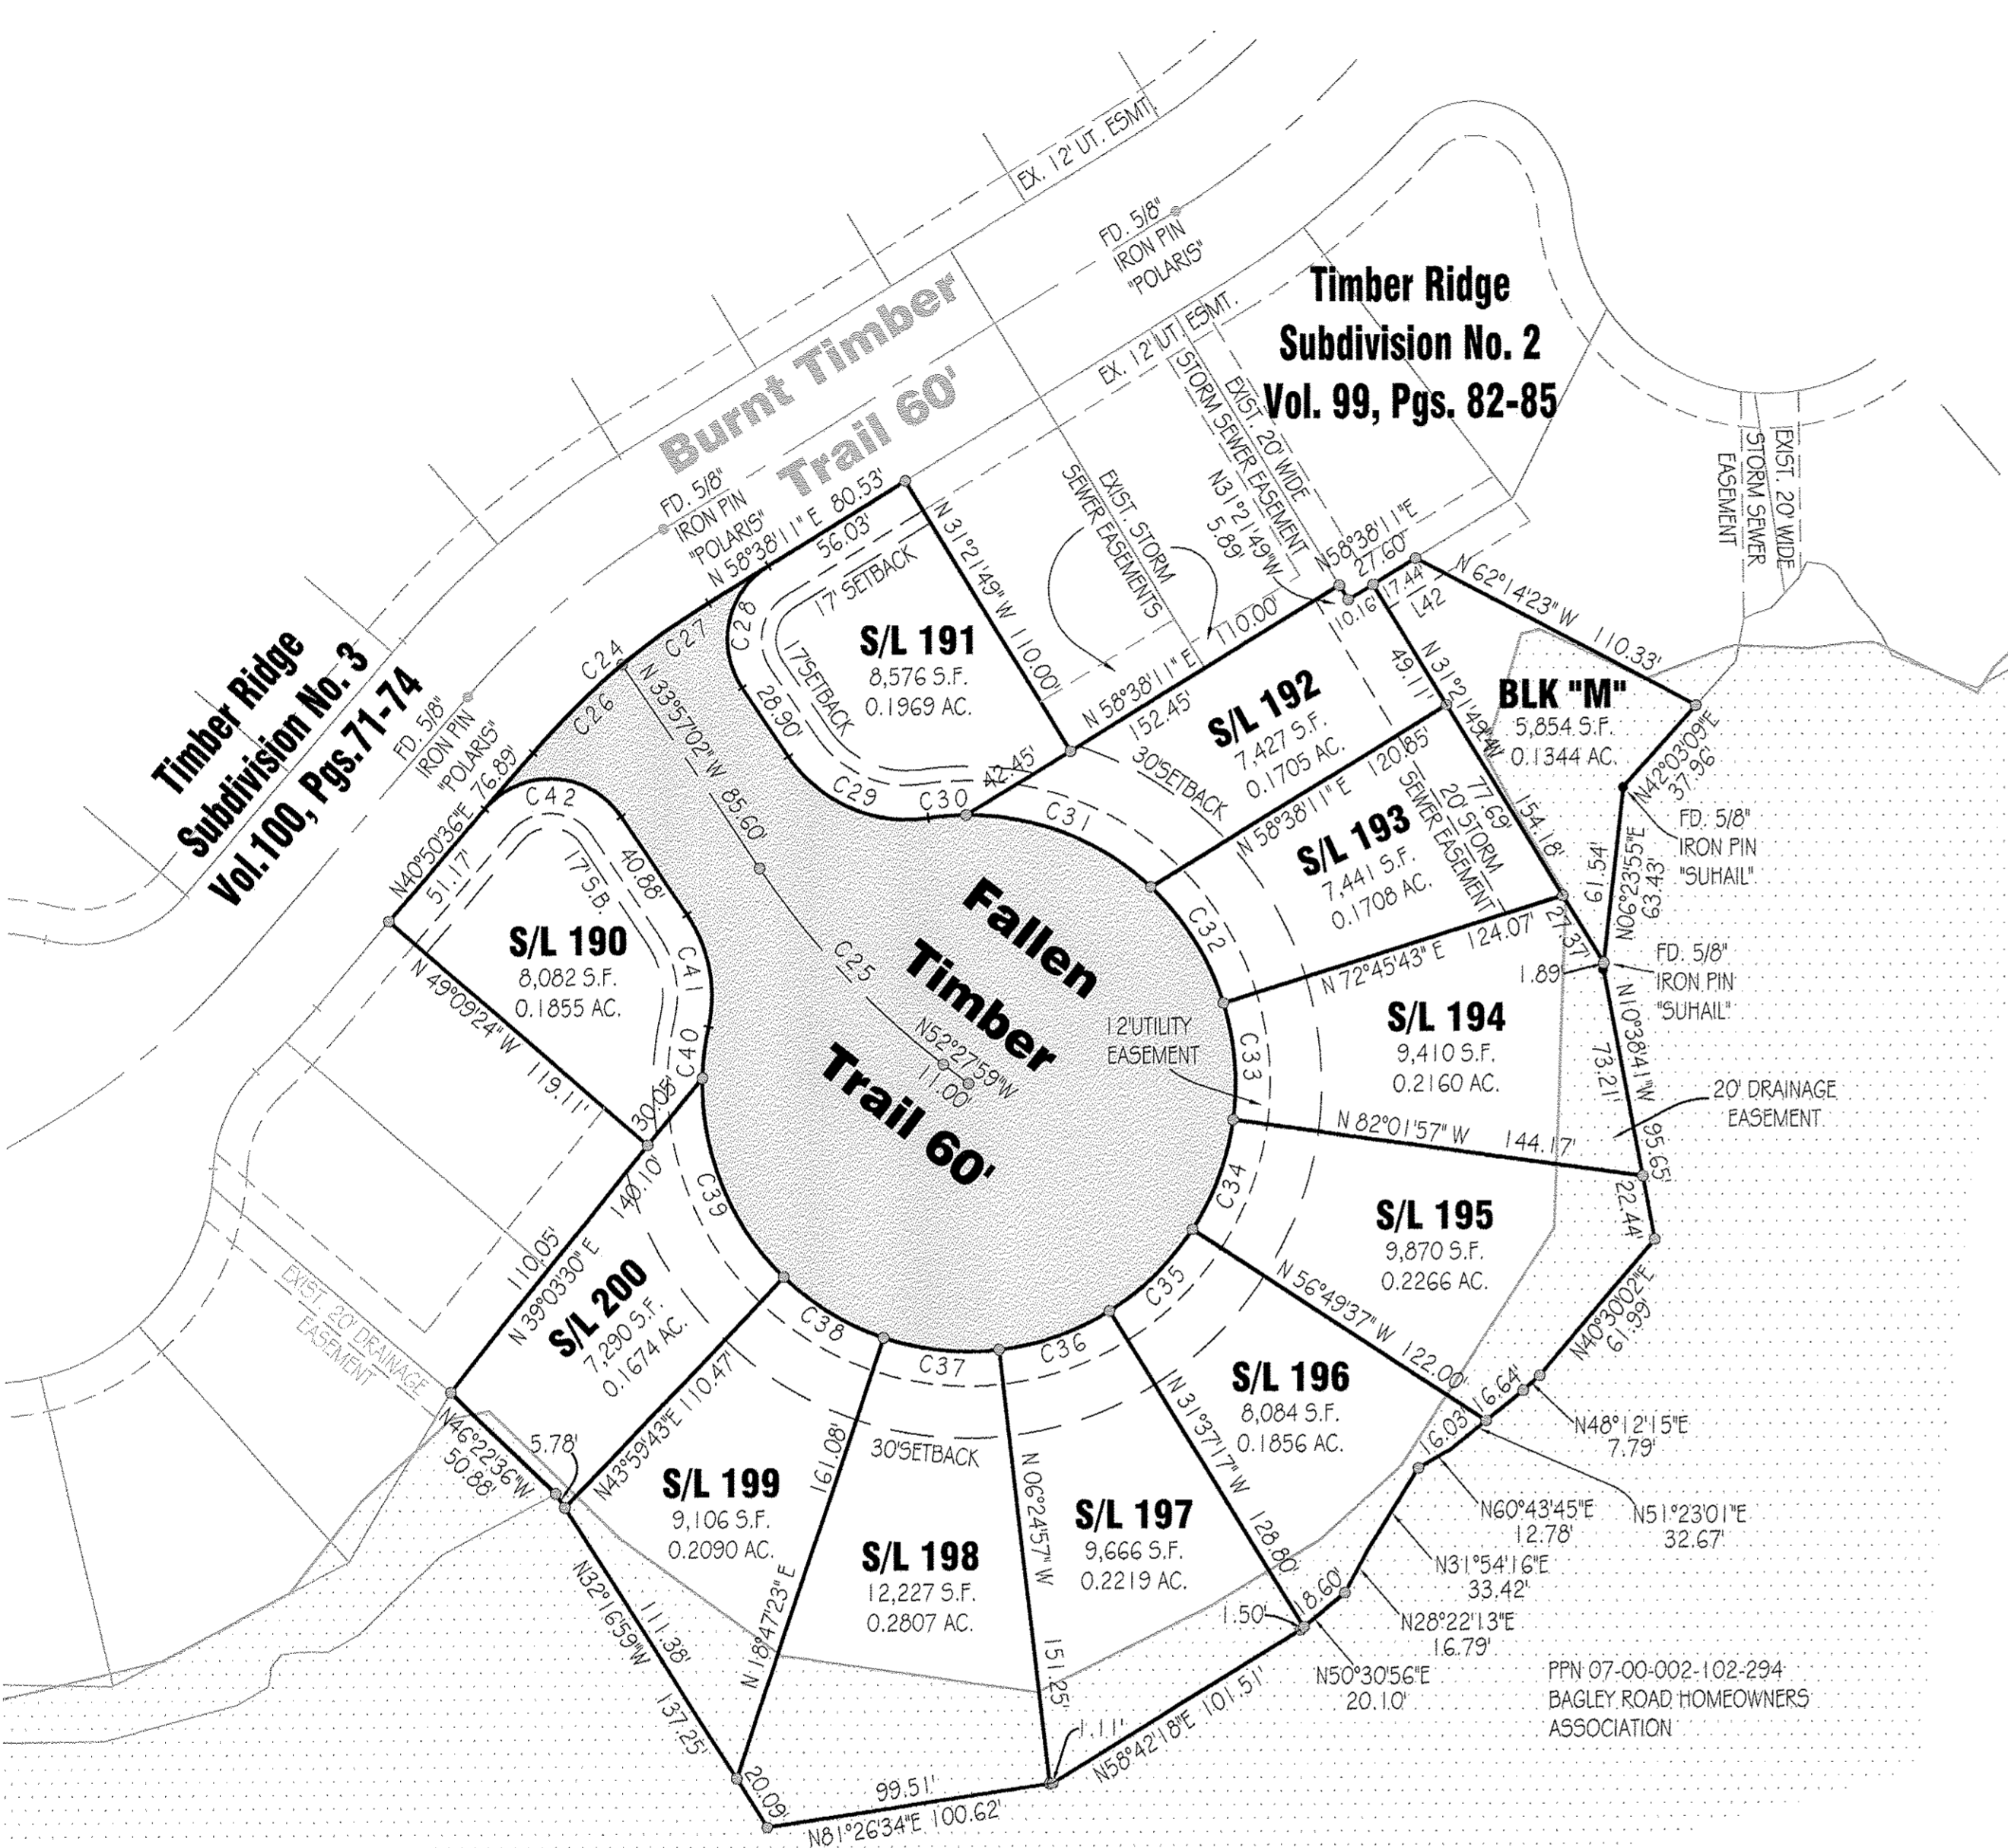 EX. 12' UT. ESMT.
FD. 5/8"
IRON PIN
"POLARIS"
Timber Ridge
Subdivision No. 2
Vol. 99, Pgs. 82-85
Burnt Timber
Trail 60'
EX. 12' UT. ESMT.
EXIST. 20' WIDE
STORM SEWER EASEMENT
EXIST. 20' WIDE
STORM SEWER
EASEMENT
EXIST. STORM
SEWER EASEMENTS
FD. 5/8"
IRON PIN
"POLARIS"
N 58°38'11" E 80.53'
56.03'
N31°21'49"W
5.89'
N58°38'11"E
27.60'
17.44'
L42
10.16'
N 62°14'23" W 110.33'
Timber Ridge
Subdivision No. 3
Vol.100, Pgs.71-74
FD. 5/8"
IRON PIN
"POLARIS"
C24
C27
C26
C28
17' SETBACK
17'SETBACK
28.90'
S/L 191
8,576 S.F.
0.1969 AC.
N 31°21'49" W 110.00'
N 58°38'11" E 110.00'
152.45'
42.45'
S/L 192
7,427 S.F.
0.1705 AC.
N 31°21'49" W
49.11'
77.69'
154.18'
BLK "M"
5,854 S.F.
0.1344 AC.
N42°03'09"E
37.96'
FD. 5/8"
IRON PIN
"SUHAIL"
61.54'
N06°23'55"E
63.43'
N 33°57'02" W 85.60'
C29
C30
C31
30'SETBACK
N 58°38'11" E 120.85'
S/L 193
7,441 S.F.
0.1708 AC.
20' STORM
SEWER EASEMENT
N40°50'36"E 76.89'
51.17'
C42
17'S.B.
40.88'
C41
C40
S/L 190
8,082 S.F.
0.1855 AC.
N 49°09'24" W 119.11'
30.05'
Fallen
Timber
Trail 60'
C25
N52°27'59"W
11.00'
C32
N 72°45'43" E 124.07'
27.37'
1.89'
FD. 5/8"
IRON PIN
"SUHAIL"
12'UTILITY
EASEMENT
C33
S/L 194
9,410 S.F.
0.2160 AC.
N10°38'41"W 95.65'
73.21'
20' DRAINAGE
EASEMENT
N 82°01'57" W 144.17'
22.44'
C34
S/L 195
9,870 S.F.
0.2266 AC.
N40°30'02"E
61.99'
N 56°49'37" W 122.00'
16.64'
16.03'
N48°12'15"E
7.79'
N51°23'01"E
32.67'
N60°43'45"E
12.78'
N31°54'16"E
33.42'
N28°22'13"E
16.79'
N50°30'56"E
20.10'
C35
S/L 196
8,084 S.F.
0.1856 AC.
N 31°37'17" W 128.80'
18.60'
1.50'
C36
S/L 197
9,666 S.F.
0.2219 AC.
N58°42'18"E 101.51'
1.11'
N 06°24'57" W 151.25'
C37
30'SETBACK
S/L 198
12,227 S.F.
0.2807 AC.
99.51'
N81°26'34"E 100.62'
20.09'
C38
161.08'
N 18°47'23" E
S/L 199
9,106 S.F.
0.2090 AC.
N32°16'59"W 137.25'
111.38'
C39
140.10'
110.05'
N 39°03'30" E
S/L 200
7,290 S.F.
0.1674 AC.
N43°59'43"E 110.47'
5.78'
N46°22'36"W
50.88'
EXIST. 20' DRAINAGE
EASEMENT
PPN 07-00-002-102-294
BAGLEY ROAD HOMEOWNERS
ASSOCIATION